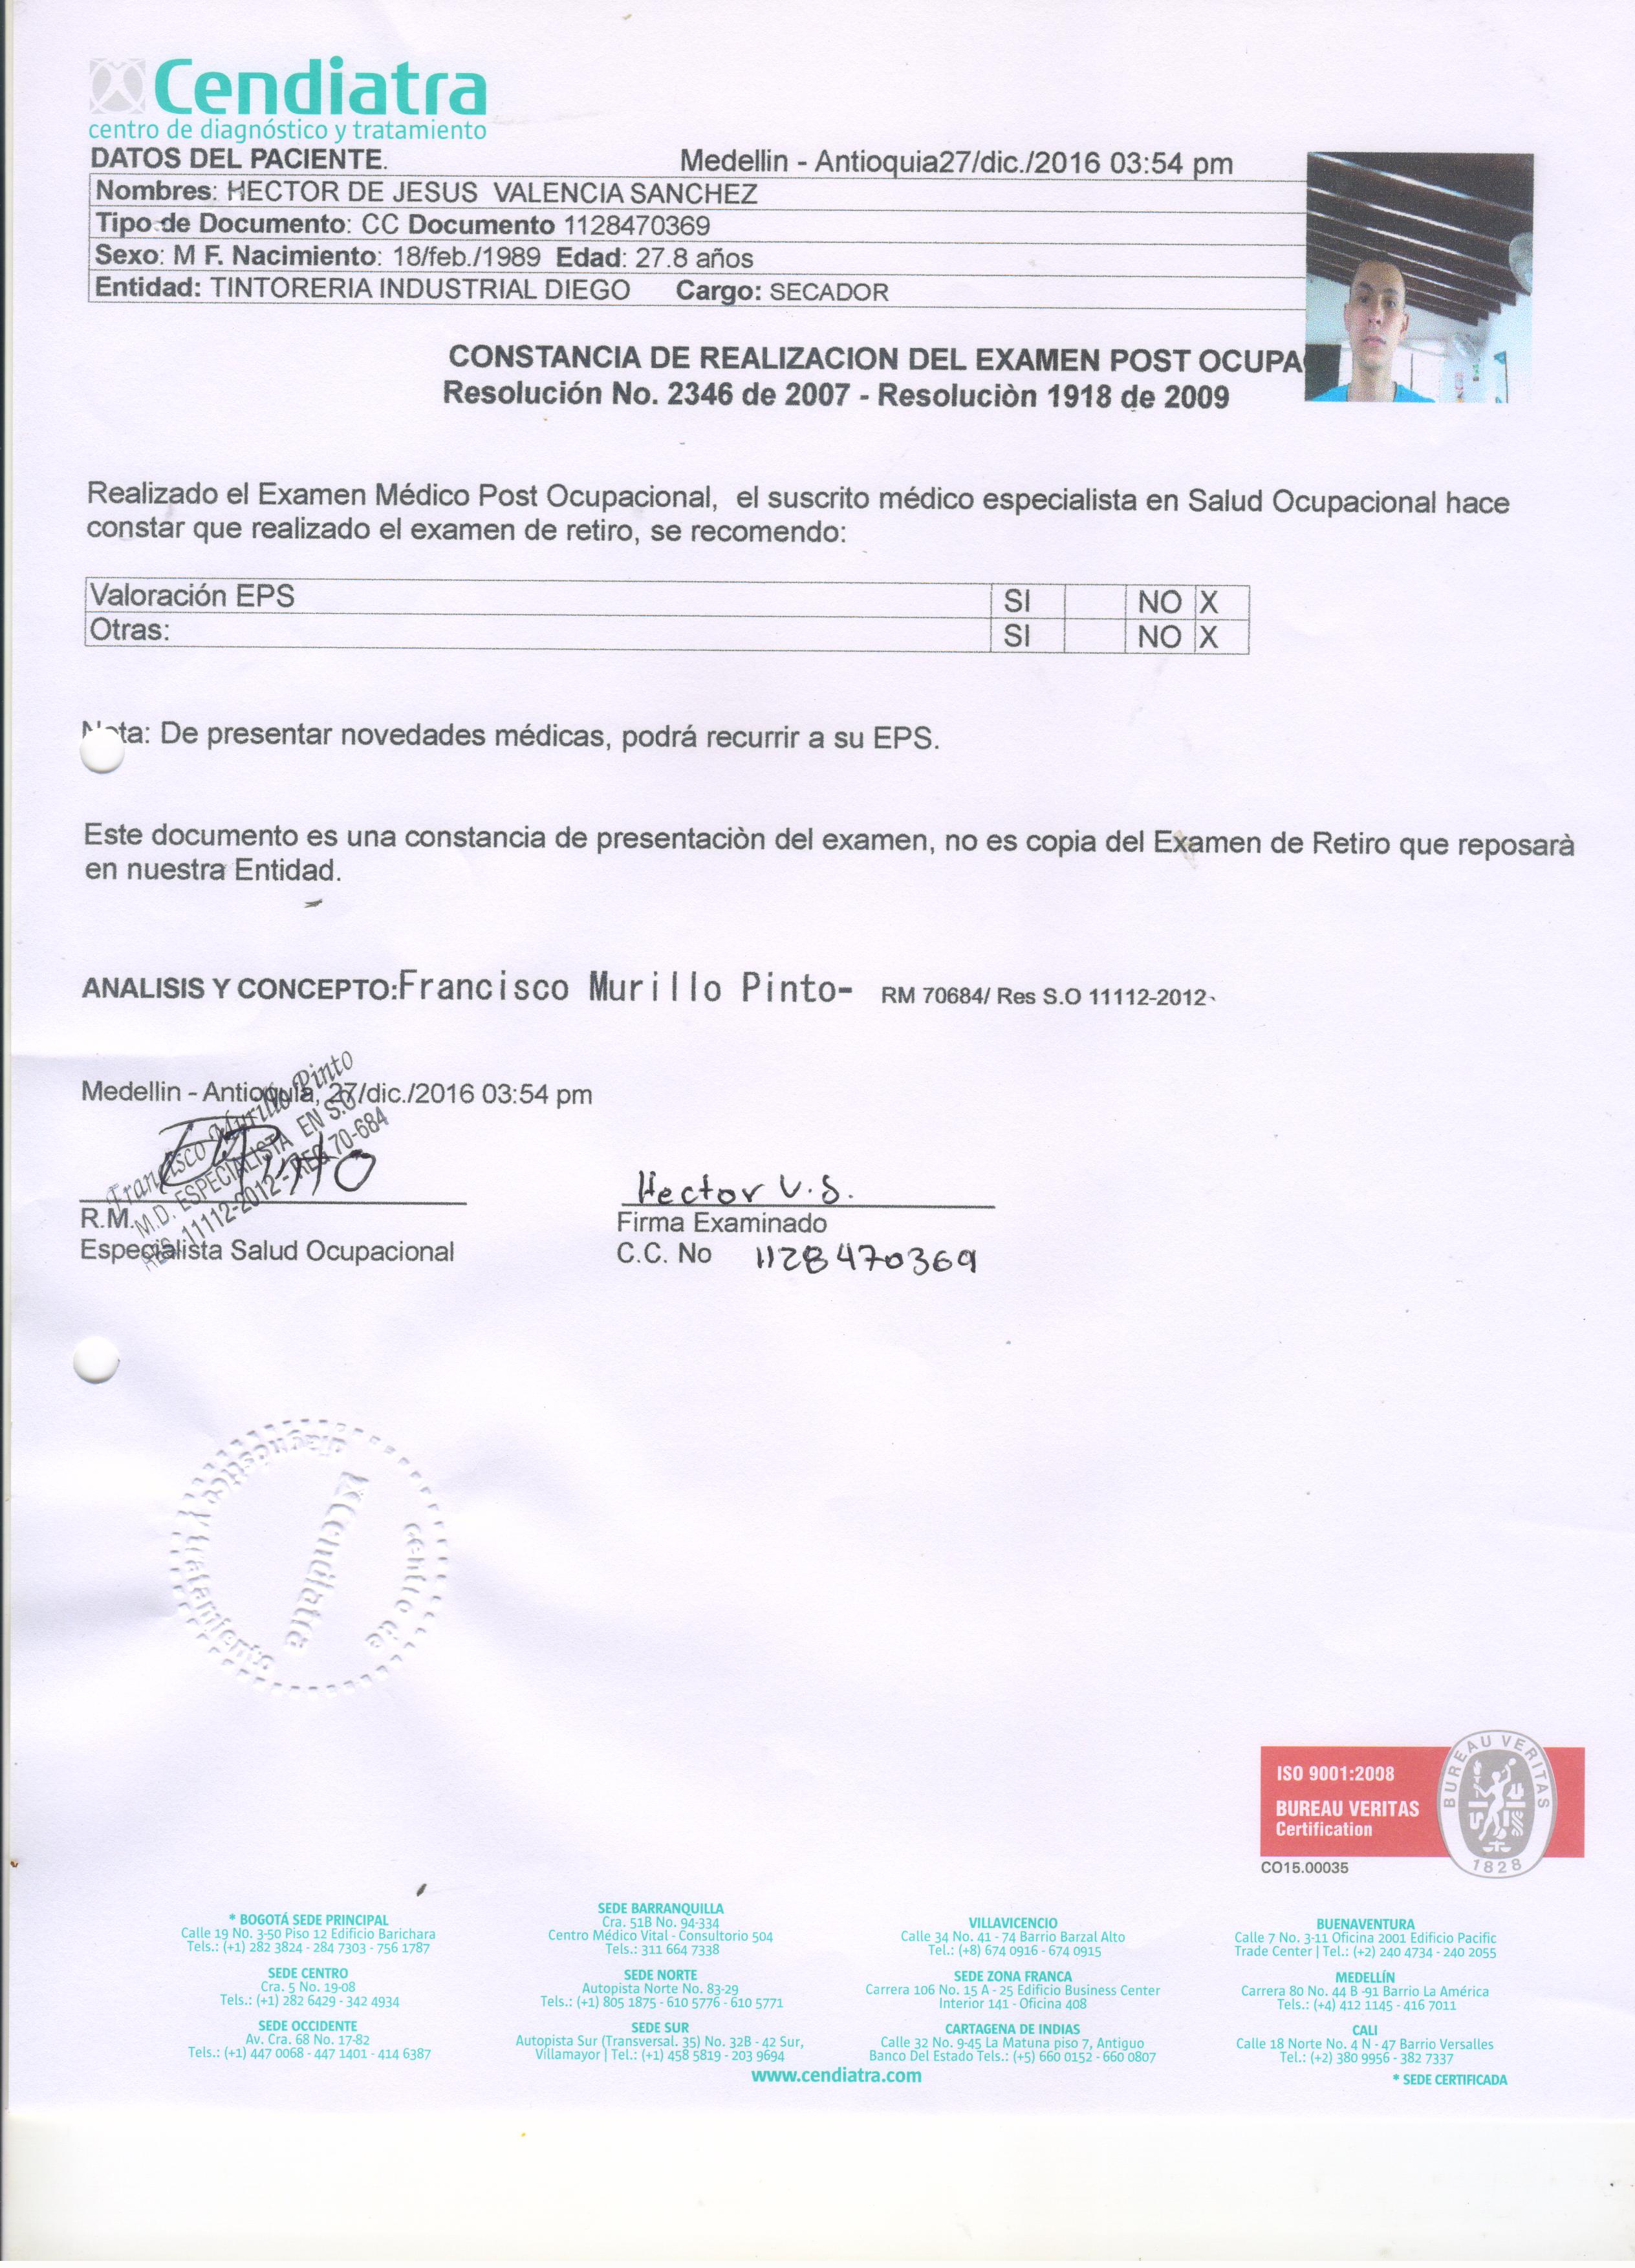 Cendiatra
centro de diagnóstico y tratamiento
DATOS DEL PACIENTE. Medellin - Antioquia27/dic./2016 03:54 pm
Nombres: HECTOR DE JESUS VALENCIA SANCHEZ
Tipo de Documento: CC Documento 1128470369
Sexo: M F. Nacimiento: 18/feb./1989 Edad: 27.8 años
Entidad: TINTORERIA INDUSTRIAL DIEGO Cargo: SECADOR
CONSTANCIA DE REALIZACION DEL EXAMEN POST OCUPA
Resolución No. 2346 de 2007 - Resoluciòn 1918 de 2009
Realizado el Examen Médico Post Ocupacional, el suscrito médico especialista en Salud Ocupacional hace
constar que realizado el examen de retiro, se recomendo:
Valoración EPS SI NO X
Otras: SI NO X
Nota: De presentar novedades médicas, podrá recurrir a su EPS.
Este documento es una constancia de presentaciòn del examen, no es copia del Examen de Retiro que reposarà
en nuestra Entidad.
ANALISIS Y CONCEPTO:Francisco Murillo Pinto- RM 70684/ Res S.O 11112-2012
Medellin - Antioquia, 27/dic./2016 03:54 pm
Francisco Murillo Pinto
M.D. ESPECIALISTA EN S.O.
RES. 11112-2012 - REG 70-684
Hector V.S.
R.M. Firma Examinado
Especialista Salud Ocupacional C.C. No 1128470369
centro de diagnóstico y tratamiento
Cendiatra
ISO 9001:2008
BUREAU VERITAS
Certification
BUREAU VERITAS
1828
CO15.00035
* BOGOTÁ SEDE PRINCIPAL
Calle 19 No. 3-50 Piso 12 Edificio Barichara
Tels.: (+1) 282 3824 - 284 7303 - 756 1787
SEDE CENTRO
Cra. 5 No. 19-08
Tels.: (+1) 282 6429 - 342 4934
SEDE OCCIDENTE
Av. Cra. 68 No. 17-82
Tels.: (+1) 447 0068 - 447 1401 - 414 6387
SEDE BARRANQUILLA
Cra. 51B No. 94-334
Centro Médico Vital - Consultorio 504
Tels.: 311 664 7338
SEDE NORTE
Autopista Norte No. 83-29
Tels.: (+1) 805 1875 - 610 5776 - 610 5771
SEDE SUR
Autopista Sur (Transversal. 35) No. 32B - 42 Sur,
Villamayor | Tel.: (+1) 458 5819 - 203 9694
VILLAVICENCIO
Calle 34 No. 41 - 74 Barrio Barzal Alto
Tel.: (+8) 674 0916 - 674 0915
SEDE ZONA FRANCA
Carrera 106 No. 15 A - 25 Edificio Business Center
Interior 141 - Oficina 408
CARTAGENA DE INDIAS
Calle 32 No. 9-45 La Matuna piso 7, Antiguo
Banco Del Estado Tels.: (+5) 660 0152 - 660 0807
BUENAVENTURA
Calle 7 No. 3-11 Oficina 2001 Edificio Pacific
Trade Center | Tel.: (+2) 240 4734 - 240 2055
MEDELLÍN
Carrera 80 No. 44 B -91 Barrio La América
Tels.: (+4) 412 1145 - 416 7011
CALI
Calle 18 Norte No. 4 N - 47 Barrio Versalles
Tel.: (+2) 380 9956 - 382 7337
www.cendiatra.com
* SEDE CERTIFICADA